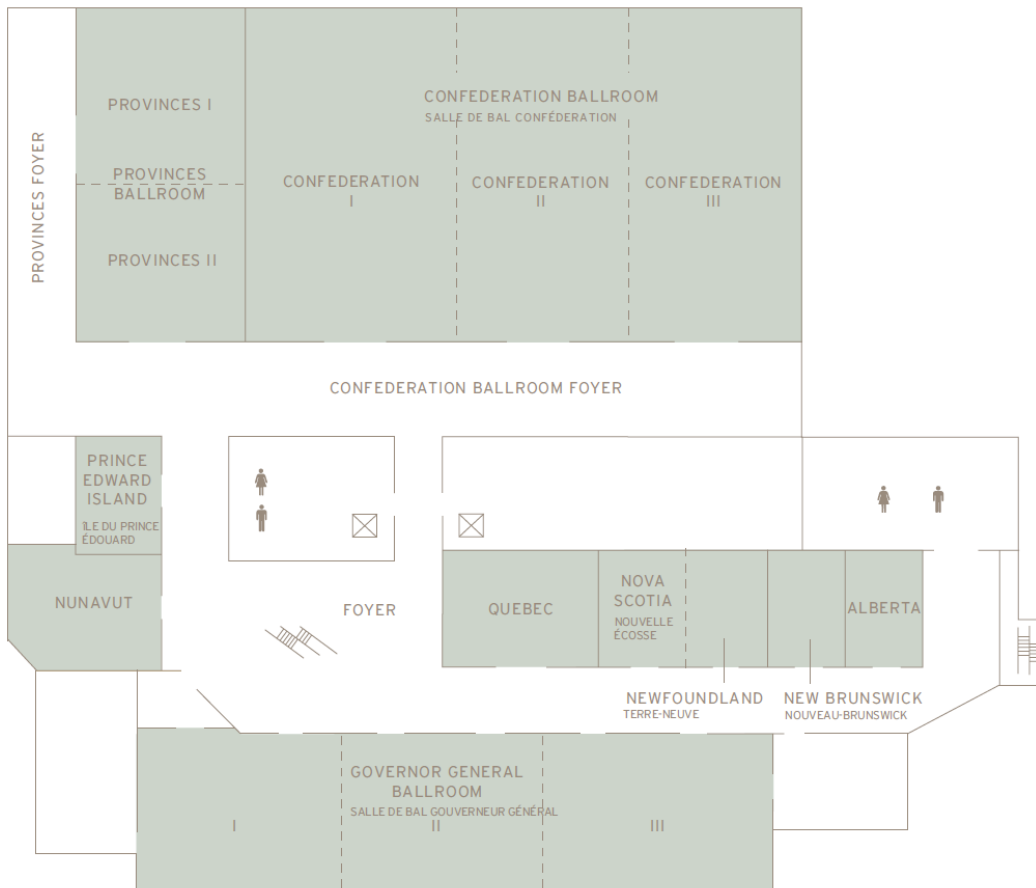 PROVINCES FOYER
PROVINCES I
PROVINCES
BALLROOM
PROVINCES II
CONFEDERATION BALLROOM
SALLE DE BAL CONFÉDÉRATION
CONFEDERATION
I
CONFEDERATION
II
CONFEDERATION
III
CONFEDERATION BALLROOM FOYER
PRINCE
EDWARD
ISLAND
ÎLE DU PRINCE
ÉDOUARD
NUNAVUT
FOYER
QUEBEC
NOVA
SCOTIA
NOUVELLE
ÉCOSSE
ALBERTA
NEWFOUNDLAND
TERRE-NEUVE
NEW BRUNSWICK
NOUVEAU-BRUNSWICK
GOVERNOR GENERAL
BALLROOM
SALLE DE BAL GOUVERNEUR GÉNÉRAL
I
II
III